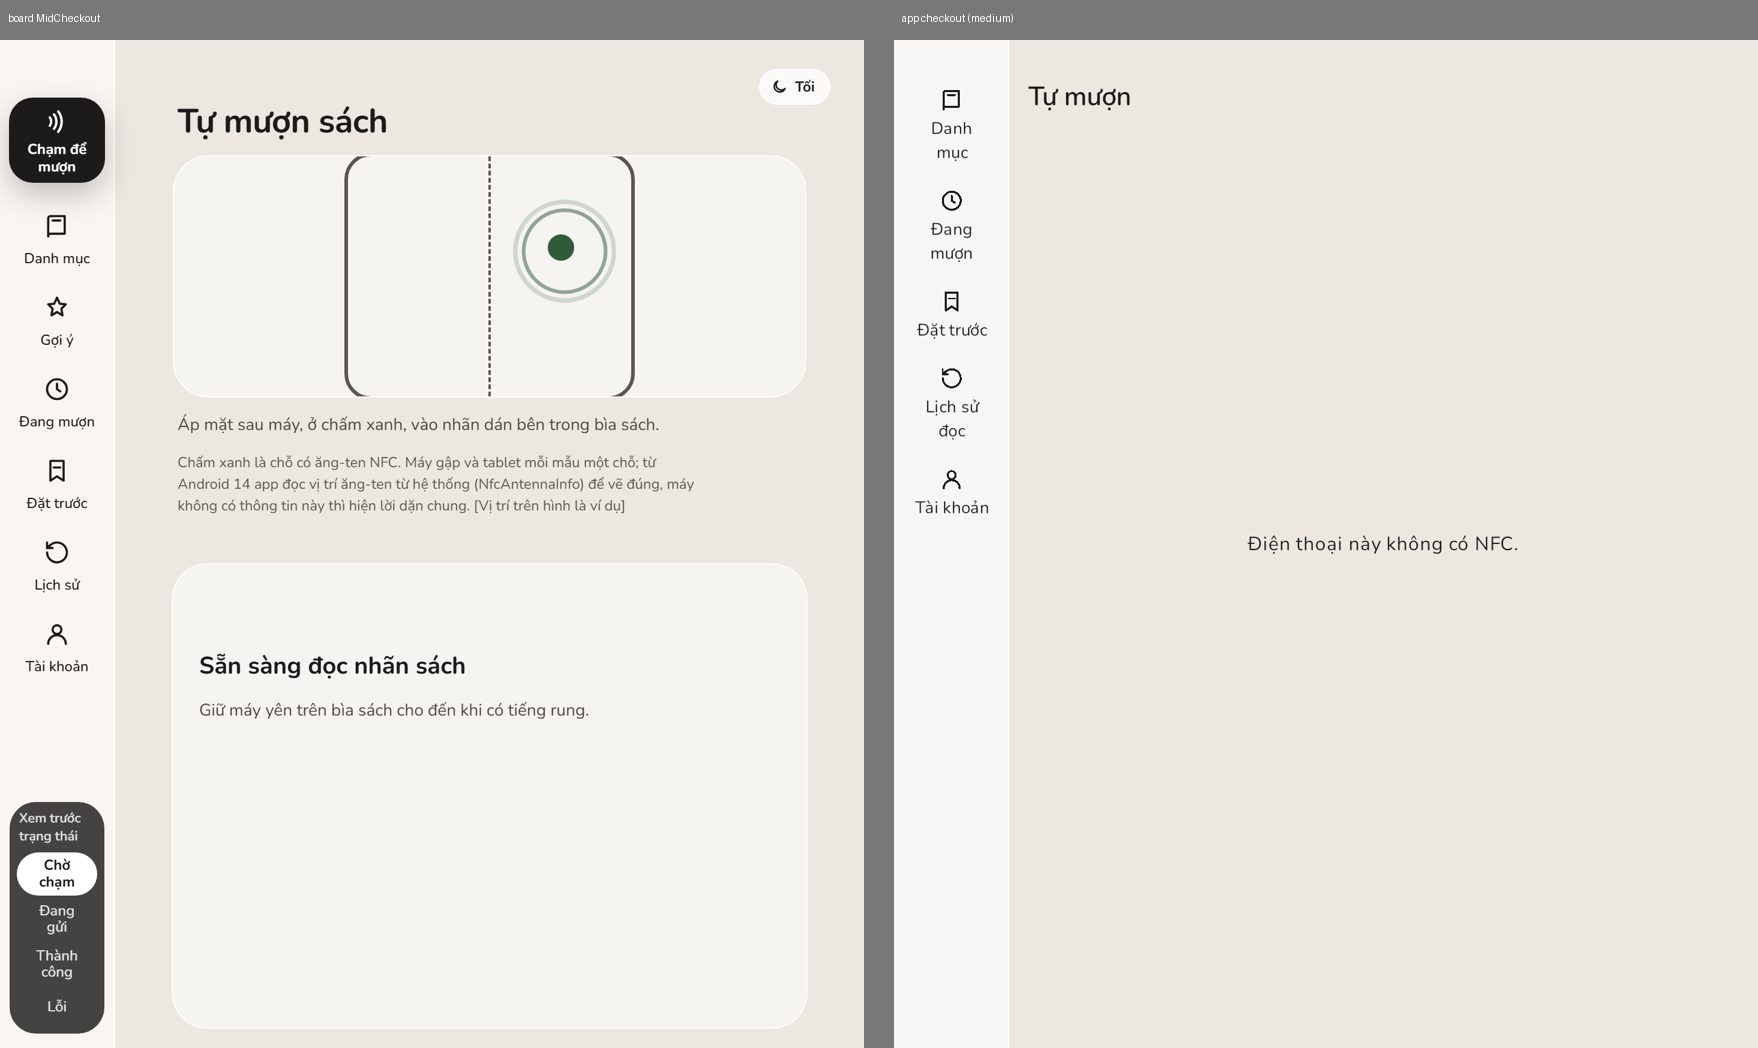 board MidCheckout
Chạm để
mượn
Danh mục
Gợi ý
Đang mượn
Đặt trước
Lịch sử
Tài khoản
Xem trước
trạng thái
Chờ
chạm
Đang
gửi
Thành
công
Lỗi
Tối
Tự mượn sách
Áp mặt sau máy, ở chấm xanh, vào nhãn dán bên trong bìa sách.
Chấm xanh là chỗ có ăng-ten NFC. Máy gập và tablet mỗi mẫu một chỗ; từ
Android 14 app đọc vị trí ăng-ten từ hệ thống (NfcAntennaInfo) để vẽ đúng, máy
không có thông tin này thì hiện lời dặn chung. [Vị trí trên hình là ví dụ]
Sẵn sàng đọc nhãn sách
Giữ máy yên trên bìa sách cho đến khi có tiếng rung.
app checkout (medium)
Danh
mục
Đang
mượn
Đặt trước
Lịch sử
đọc
Tài khoản
Tự mượn
Điện thoại này không có NFC.